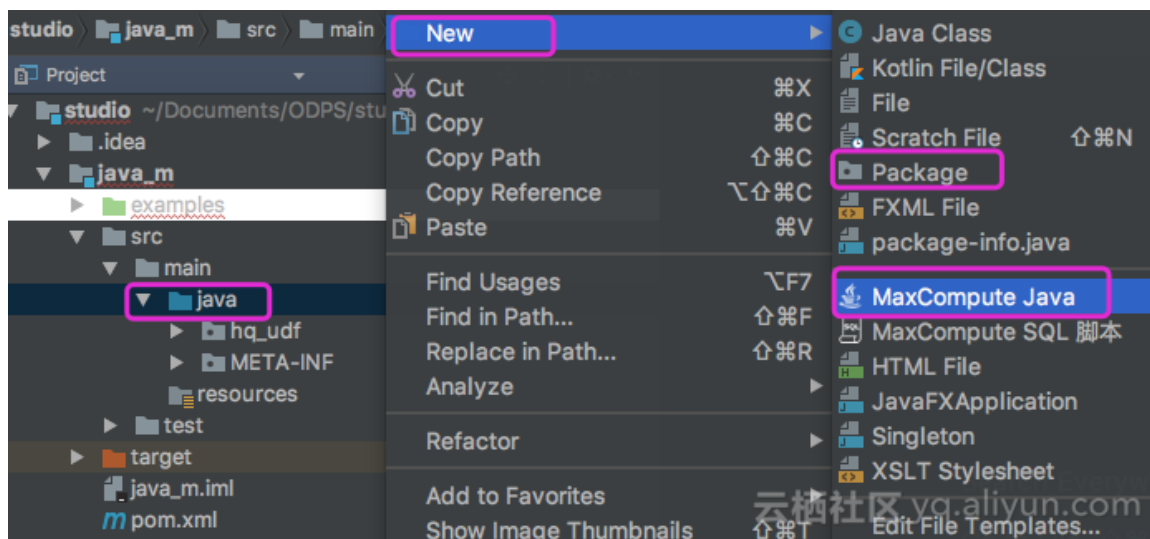 studio java_m src main
Project
studio ~/Documents/ODPS/stu
.idea
java_m
examples
src
main
java
hq_udf
META-INF
resources
test
target
java_m.iml
pom.xml
New
Cut ⌘X
Copy ⌘C
Copy Path ⇧⌘C
Copy Reference ⌥⇧⌘C
Paste ⌘V
Find Usages ⌥F7
Find in Path... ⇧⌘F
Replace in Path... ⇧⌘R
Analyze
Refactor
Add to Favorites
Show Image Thumbnails ⇧⌘T
Java Class
Kotlin File/Class
File
Scratch File ⇧⌘N
Package
FXML File
package-info.java
MaxCompute Java
MaxCompute SQL 脚本
HTML File
JavaFXApplication
Singleton
XSLT Stylesheet
Edit File Templates...
云栖社区 yq.aliyun.com